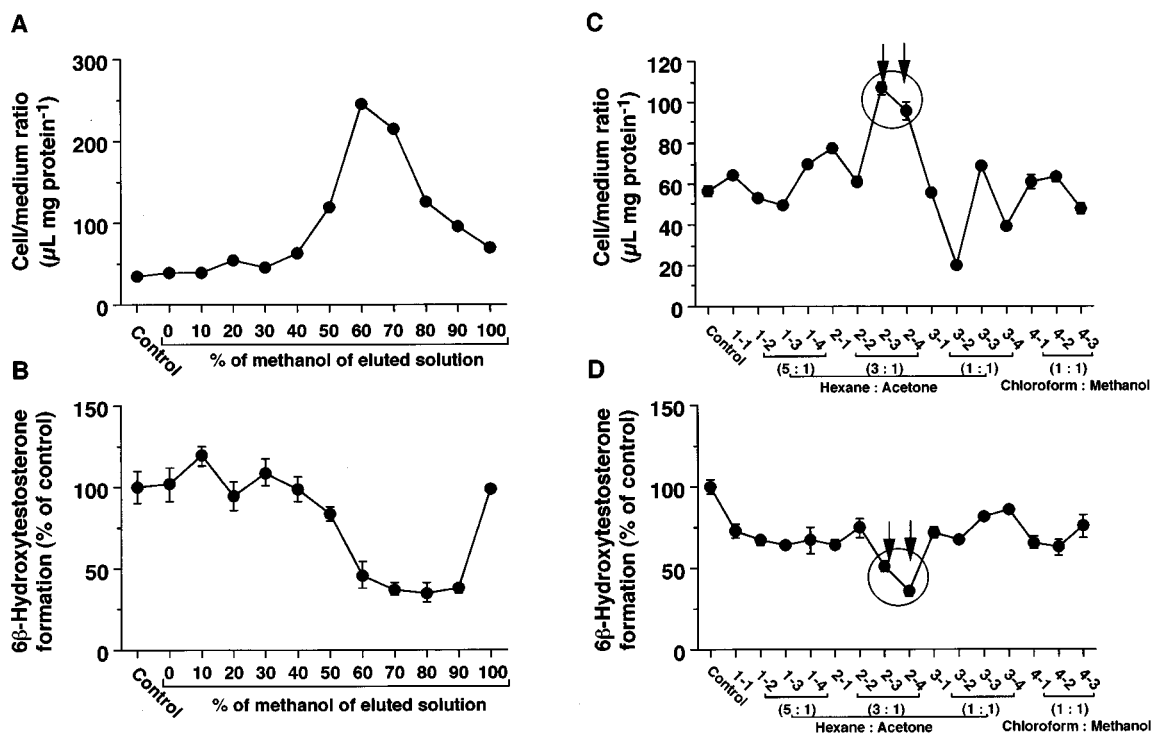 A
Cell/medium ratio
(µL mg protein⁻¹)
300
200
100
0
Control
0 10 20 30 40 50 60 70 80 90 100
% of methanol of eluted solution
B
6β-Hydroxytestosterone
formation (% of control)
150
100
50
0
Control
0 10 20 30 40 50 60 70 80 90 100
% of methanol of eluted solution
C
Cell/medium ratio
(µL mg protein⁻¹)
120
100
80
60
40
20
0
Control 1-1 1-2 1-3 1-4 2-1 2-2 2-3 2-4 3-1 3-2 3-3 3-4 4-1 4-2 4-3
(5 : 1) (3 : 1) (1 : 1) (1 : 1)
Hexane : Acetone Chloroform : Methanol
D
6β-Hydroxytestosterone
formation (% of control)
150
100
50
0
Control 1-1 1-2 1-3 1-4 2-1 2-2 2-3 2-4 3-1 3-2 3-3 3-4 4-1 4-2 4-3
(5 : 1) (3 : 1) (1 : 1) (1 : 1)
Hexane : Acetone Chloroform : Methanol